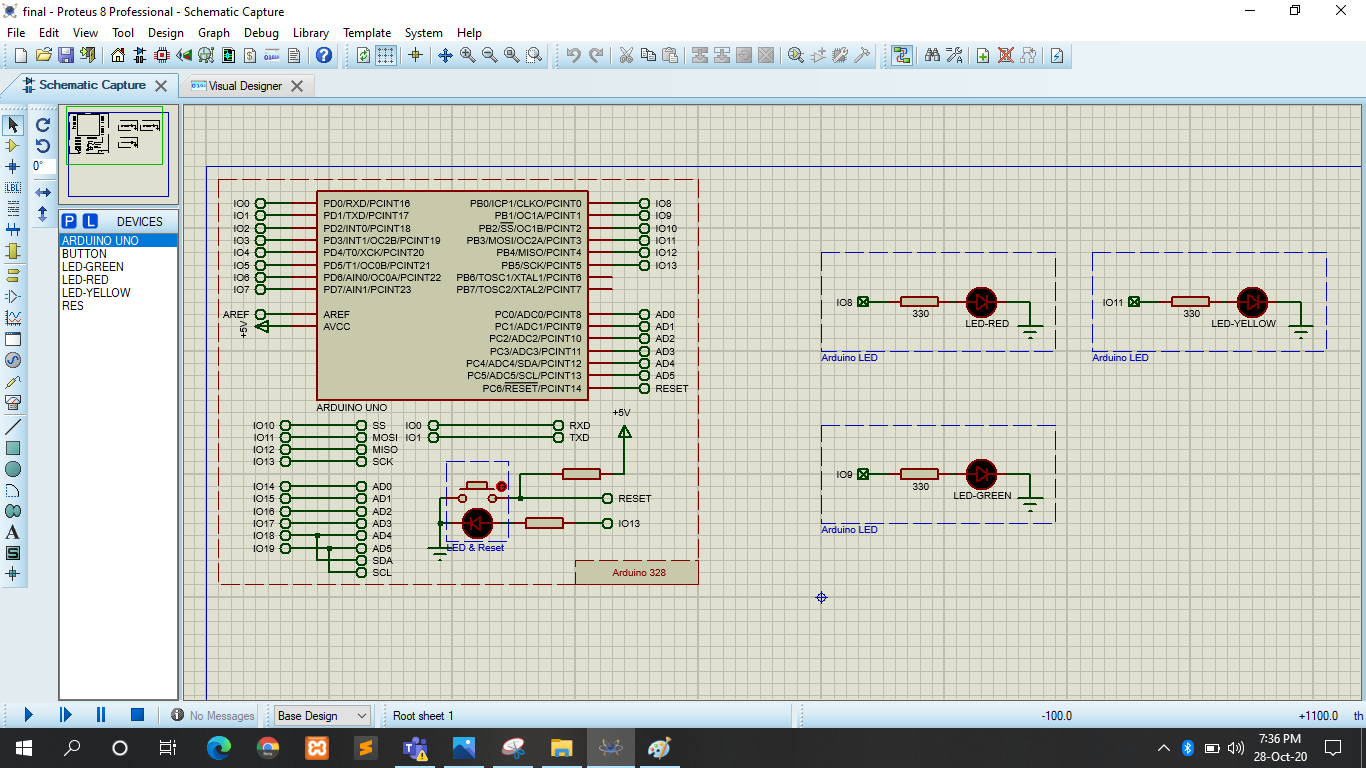 final - Proteus 8 Professional - Schematic Capture
File Edit View Tool Design Graph Debug Library Template System Help
Schematic Capture
Visual Designer
0°
P L DEVICES
ARDUINO UNO
BUTTON
LED-GREEN
LED-RED
LED-YELLOW
RES
LBL
A
S
IO0 PD0/RXD/PCINT16 PB0/ICP1/CLKO/PCINT0 IO8
IO1 PD1/TXD/PCINT17 PB1/OC1A/PCINT1 IO9
IO2 PD2/INT0/PCINT18 PB2/SS/OC1B/PCINT2 IO10
IO3 PD3/INT1/OC2B/PCINT19 PB3/MOSI/OC2A/PCINT3 IO11
IO4 PD4/T0/XCK/PCINT20 PB4/MISO/PCINT4 IO12
IO5 PD5/T1/OC0B/PCINT21 PB5/SCK/PCINT5 IO13
IO6 PD6/AIN0/OC0A/PCINT22 PB6/TOSC1/XTAL1/PCINT6
IO7 PD7/AIN1/PCINT23 PB7/TOSC2/XTAL2/PCINT7
AREF AREF PC0/ADC0/PCINT8 AD0
+5V AVCC PC1/ADC1/PCINT9 AD1
PC2/ADC2/PCINT10 AD2
PC3/ADC3/PCINT11 AD3
PC4/ADC4/SDA/PCINT12 AD4
PC5/ADC5/SCL/PCINT13 AD5
PC6/RESET/PCINT14 RESET
ARDUINO UNO
IO10 SS IO0 RXD
IO11 MOSI IO1 TXD
IO12 MISO
IO13 SCK
+5V
IO14 AD0
IO15 AD1 RESET
IO16 AD2
IO17 AD3 IO13
IO18 AD4
IO19 AD5 LED & Reset
SDA
SCL
Arduino 328
IO8 330 LED-RED
Arduino LED
IO11 330 LED-YELLOW
Arduino LED
IO9 330 LED-GREEN
Arduino LED
No Messages
Base Design
Root sheet 1
-100.0
+1100.0
th
7:36 PM
28-Oct-20